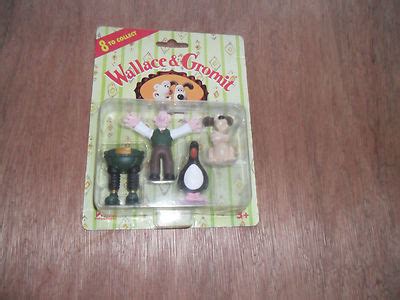 8 TO COLLECT
Wallace & Gromit
3+